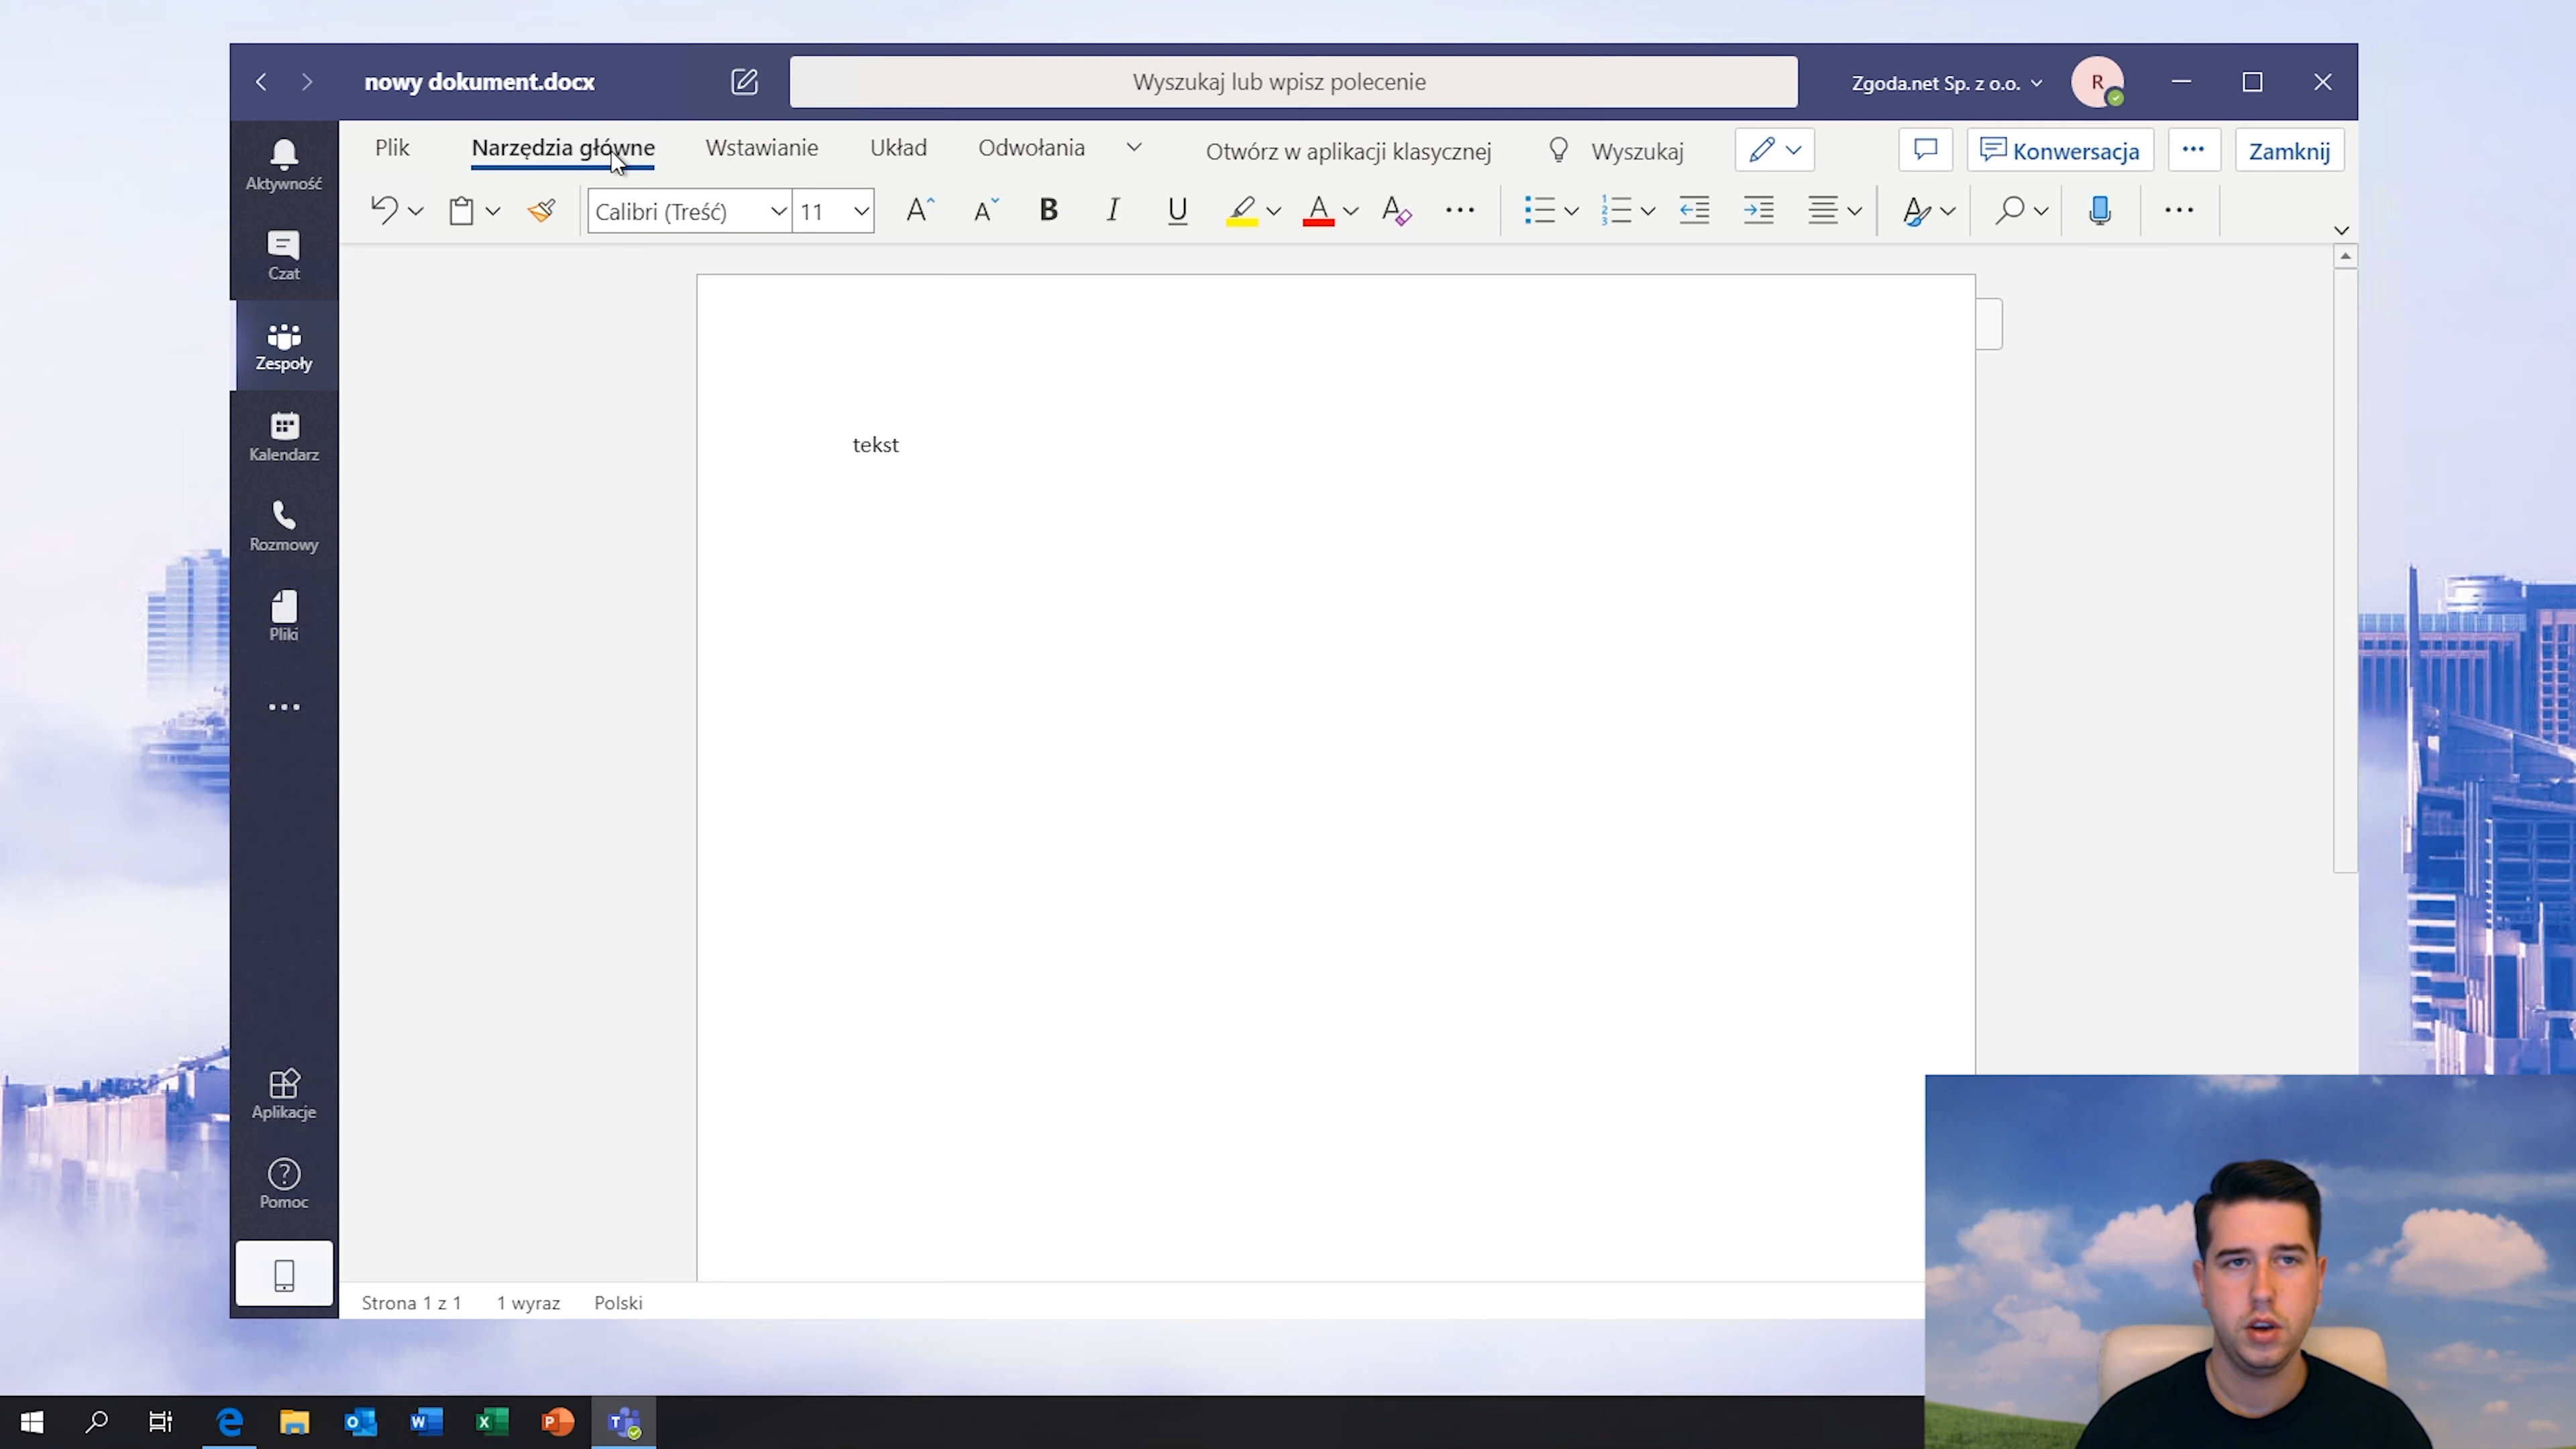 nowy dokument.docx
Wyszukaj lub wpisz polecenie
Zgoda.net Sp. z o.o.
R
Plik
Narzędzia główne
Wstawianie
Układ
Odwołania
Otwórz w aplikacji klasycznej
Wyszukaj
Konwersacja
Zamknij
Calibri (Treść)
11
B
I
U
Aktywność
Czat
Zespoły
Kalendarz
Rozmowy
Pliki
Aplikacje
Pomoc
tekst
Strona 1 z 1
1 wyraz
Polski